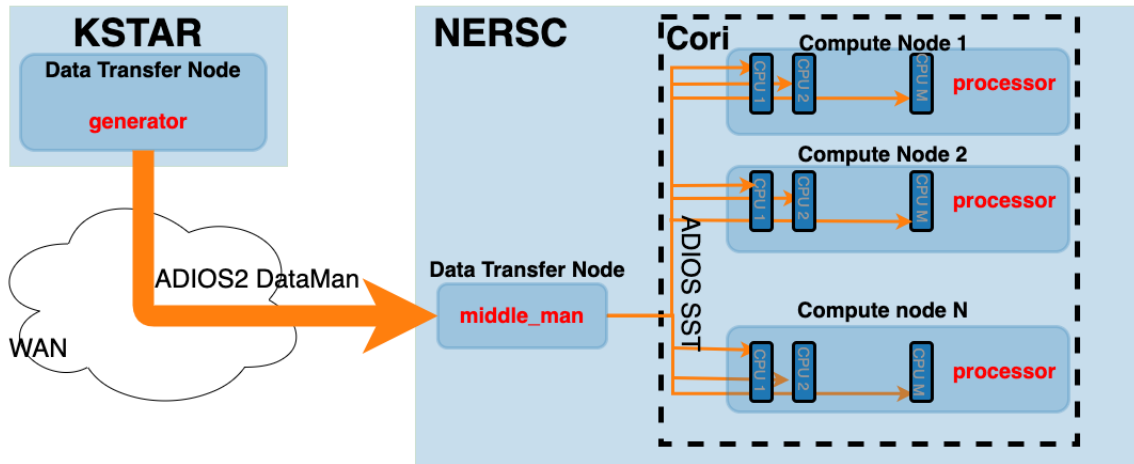 KSTAR
Data Transfer Node
generator
WAN
ADIOS2 DataMan
NERSC
Data Transfer Node
middle_man
ADIOS SST
Cori
Compute Node 1
CPU 1
CPU 2
CPU M
processor
Compute Node 2
CPU 1
CPU 2
CPU M
processor
Compute node N
CPU 1
CPU 2
CPU M
processor